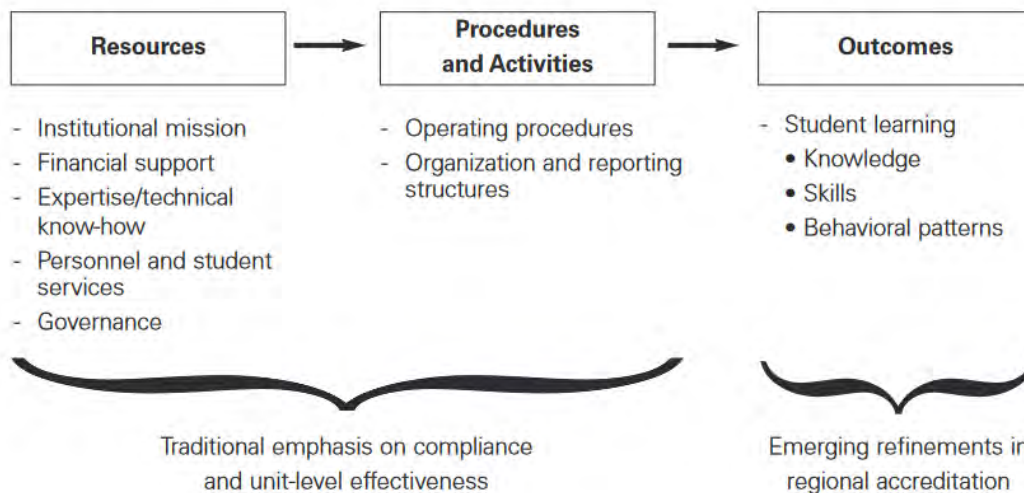 Resources
Procedures
and Activities
Outcomes
- Institutional mission
- Financial support
- Expertise/technical
know-how
- Personnel and student
services
- Governance
- Operating procedures
- Organization and reporting
structures
- Student learning
• Knowledge
• Skills
• Behavioral patterns
Traditional emphasis on compliance
and unit-level effectiveness
Emerging refinements in
regional accreditation